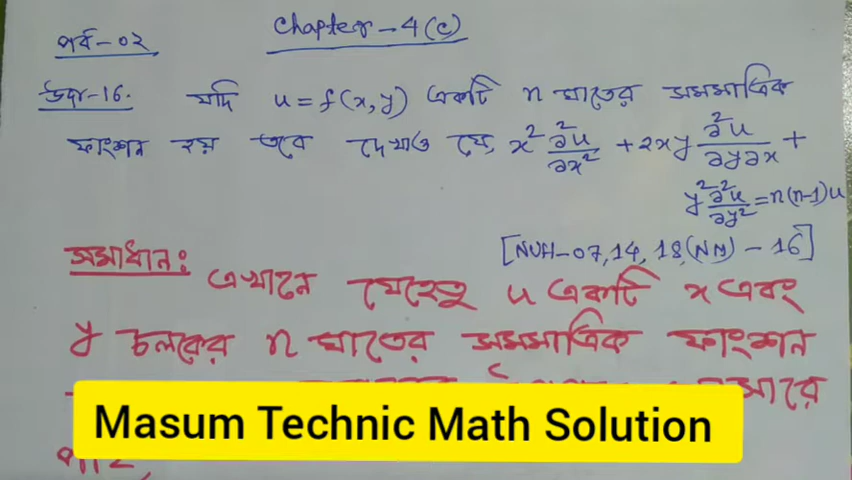 পর্ব-০২
Chapter-4(c)
উদা-16. যদি u = f(x,y) একটি n ঘাতের সমমাত্রিক
ফাংশন হয় তবে দেখাও যে, x² ∂²u/∂x² + 2xy ∂²u/∂y∂x +
y² ∂²u/∂y² = n(n-1)u
[NUH-07,14,18,(NM)-16]
সমাধান:
এখানে যেহেতু u একটি x এবং
y চলকের n ঘাতের সমমাত্রিক ফাংশন
Masum Technic Math Solution